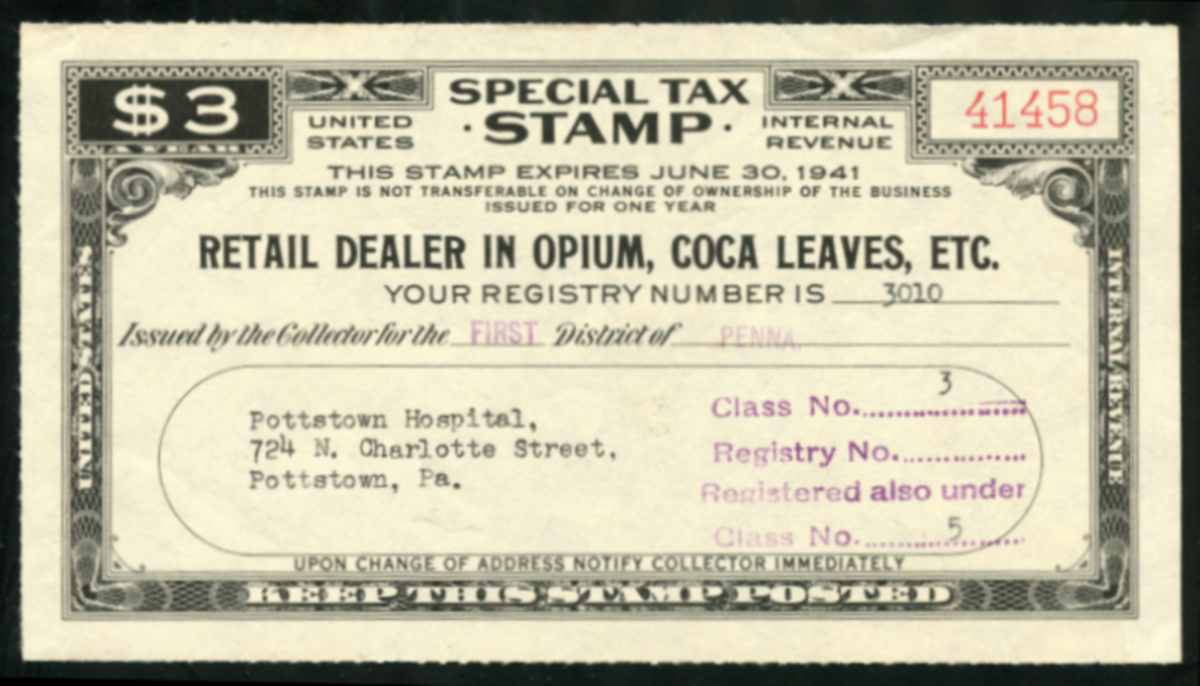 $3
A YEAR
UNITED STATES
SPECIAL TAX
· STAMP ·
INTERNAL REVENUE
41458
THIS STAMP EXPIRES JUNE 30, 1941
THIS STAMP IS NOT TRANSFERABLE ON CHANGE OF OWNERSHIP OF THE BUSINESS
ISSUED FOR ONE YEAR
RETAIL DEALER IN OPIUM, COCA LEAVES, ETC.
YOUR REGISTRY NUMBER IS 3010
Issued by the Collector for the FIRST District of PENNA.
Pottstown Hospital,
724 N. Charlotte Street,
Pottstown, Pa.
Class No. 3
Registry No.
Registered also under
Class No. 5
UPON CHANGE OF ADDRESS NOTIFY COLLECTOR IMMEDIATELY
KEEP THIS STAMP POSTED
UNITED STATES
INTERNAL REVENUE